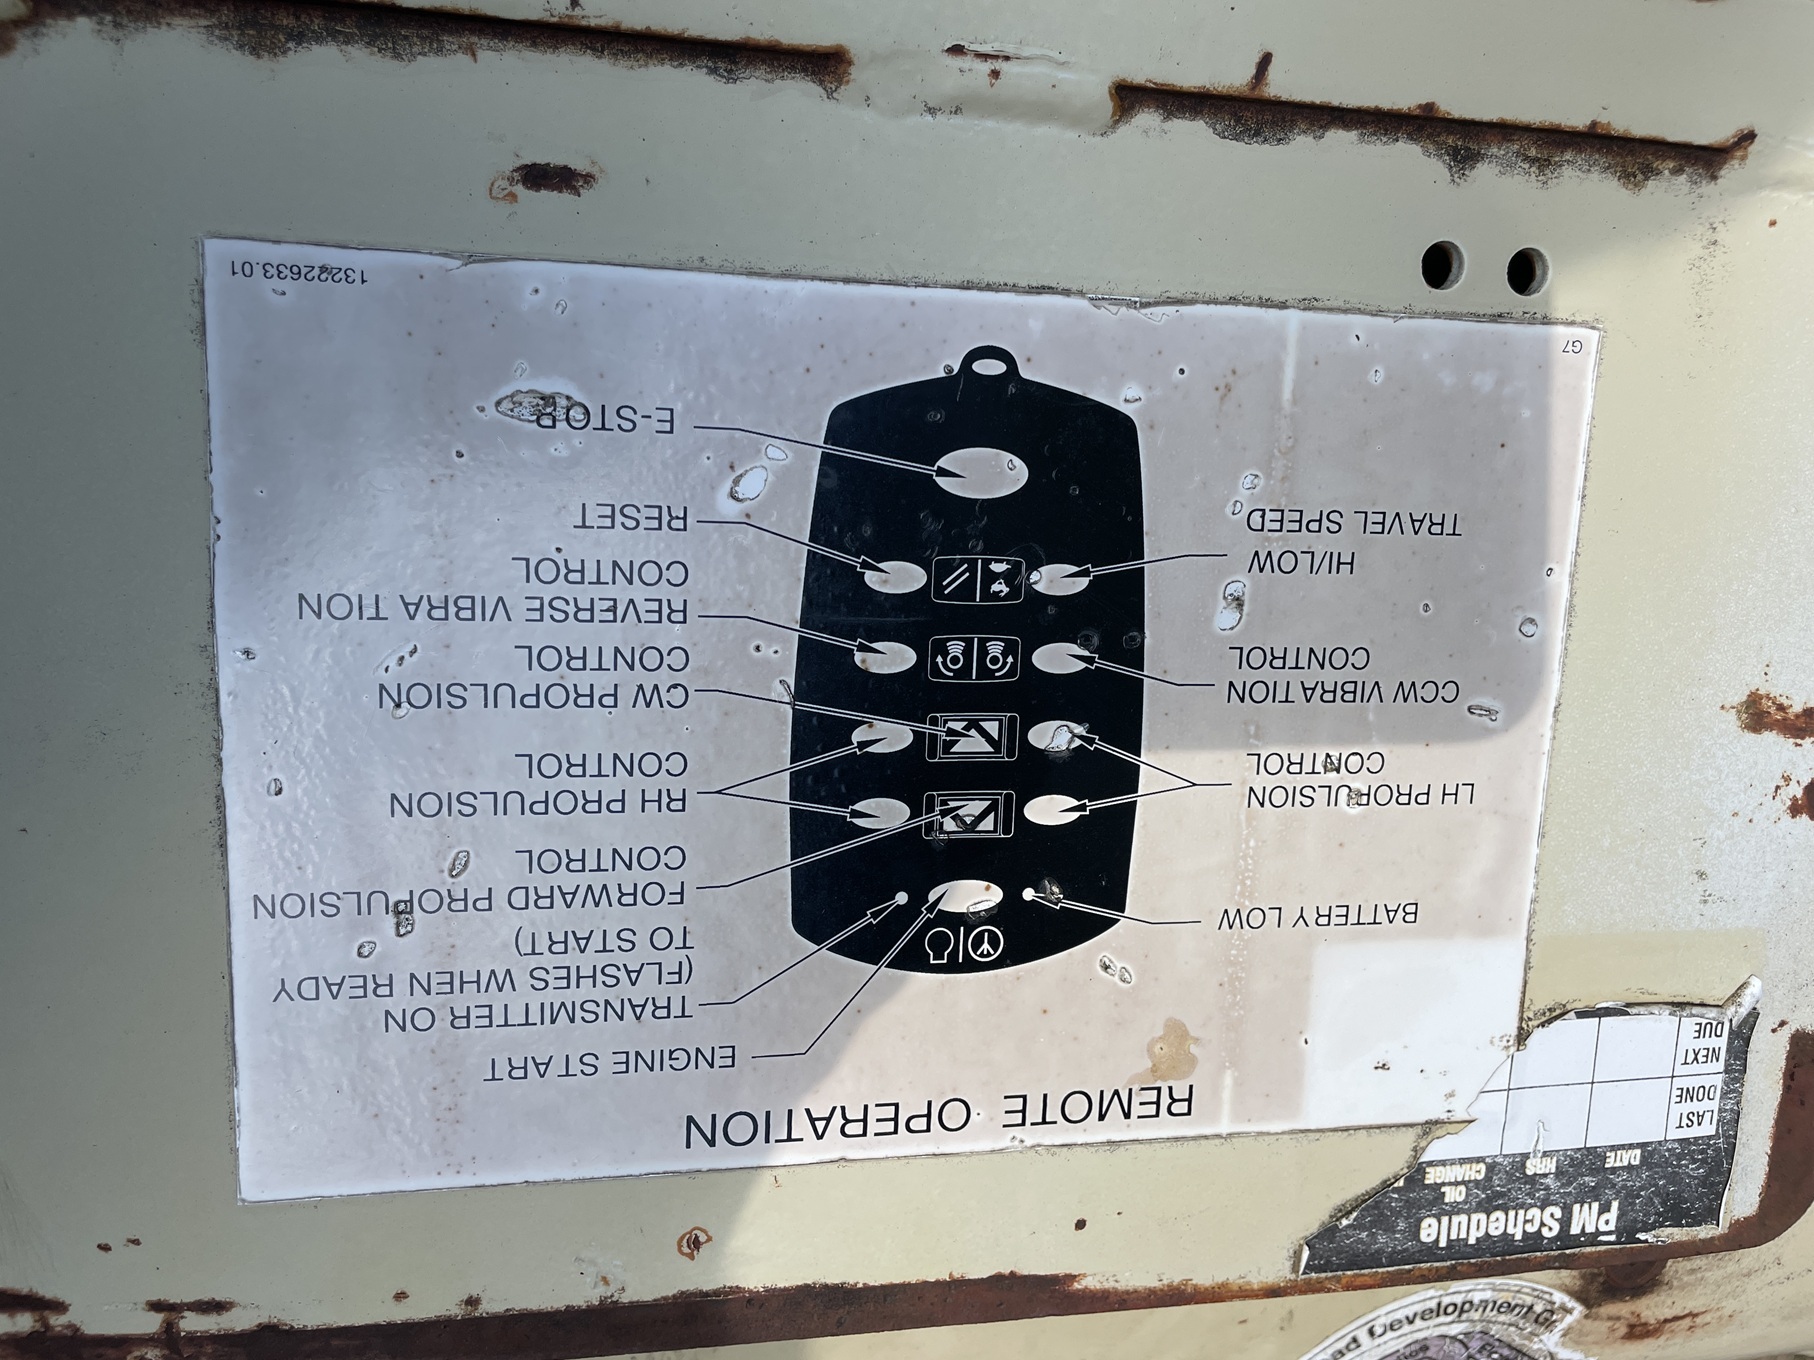 REMOTE OPERATION
ENGINE START
BATTERY LOW
TRANSMITTER ON
(FLASHES WHEN READY
TO START)
FORWARD PROPULSION
CONTROL
LH PROPULSION
CONTROL
RH PROPULSION
CONTROL
CCW VIBRATION
CONTROL
CW PROPULSION
CONTROL
REVERSE VIBRA TION
CONTROL
HI/LOW
TRAVEL SPEED
RESET
E-STOP
G7
13222633.01
PM Schedule
DATE HRS OIL
CHANGE
LAST
DONE
NEXT
DUE
Development